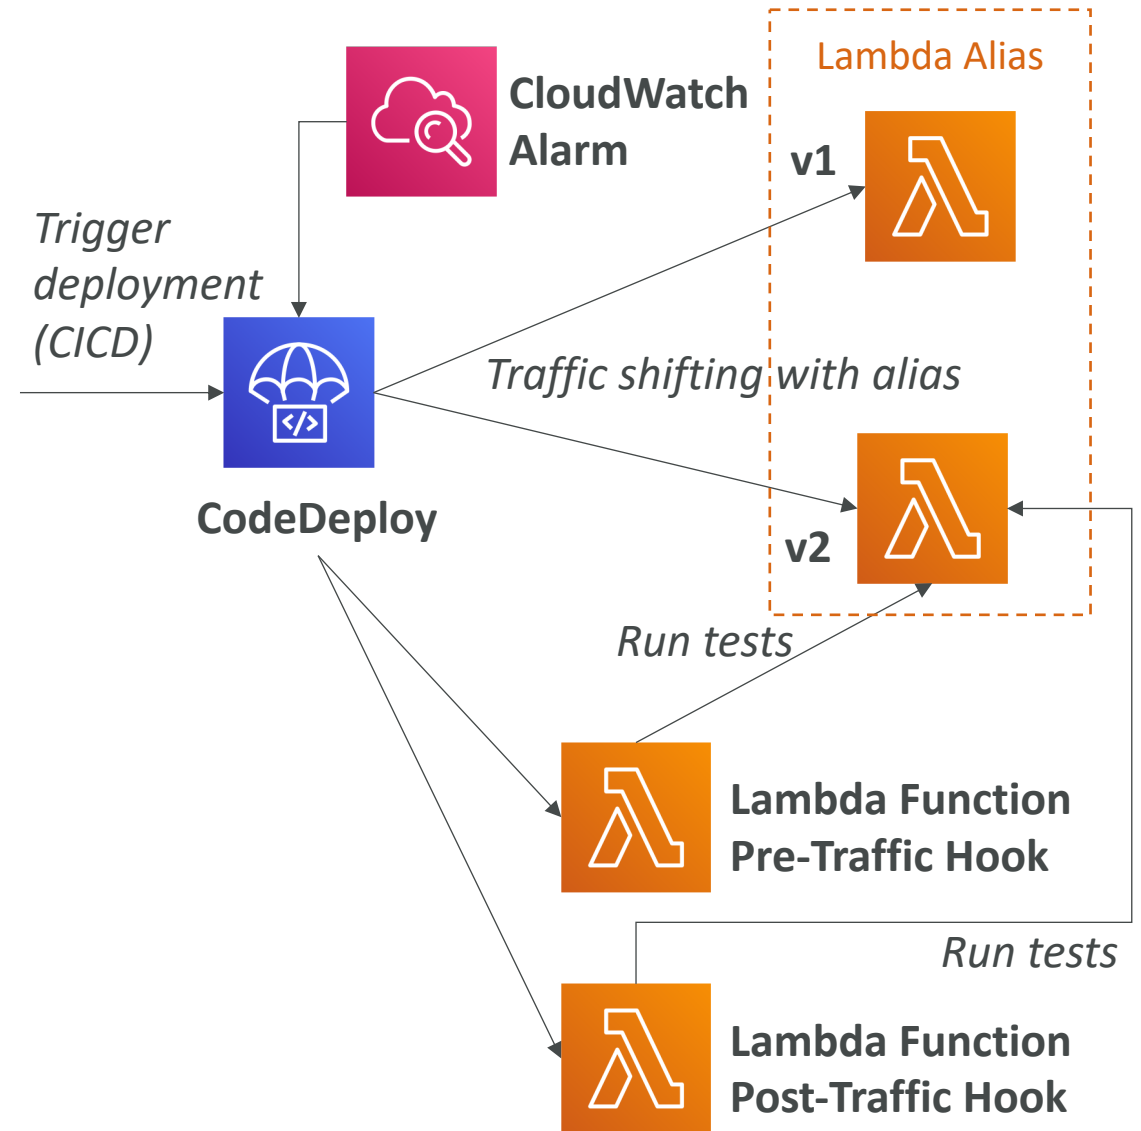 Lambda Alias
CloudWatch
Alarm
v1
Trigger
deployment
(CICD)
Traffic shifting with alias
</>
CodeDeploy
v2
Run tests
Lambda Function
Pre-Traffic Hook
Run tests
Lambda Function
Post-Traffic Hook